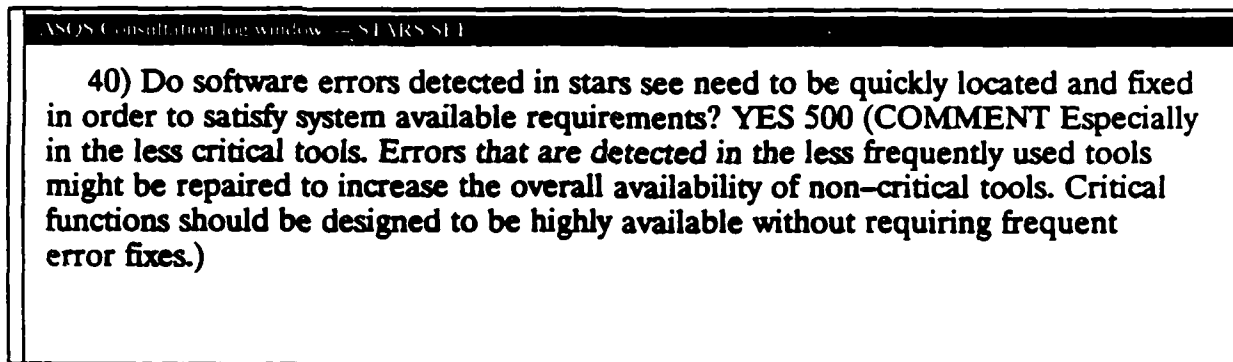 ASQS Consultation log window -- STARS SEE
40) Do software errors detected in stars see need to be quickly located and fixed
in order to satisfy system available requirements? YES 500 (COMMENT Especially
in the less critical tools. Errors that are detected in the less frequently used tools
might be repaired to increase the overall availability of non-critical tools. Critical
functions should be designed to be highly available without requiring frequent
error fixes.)